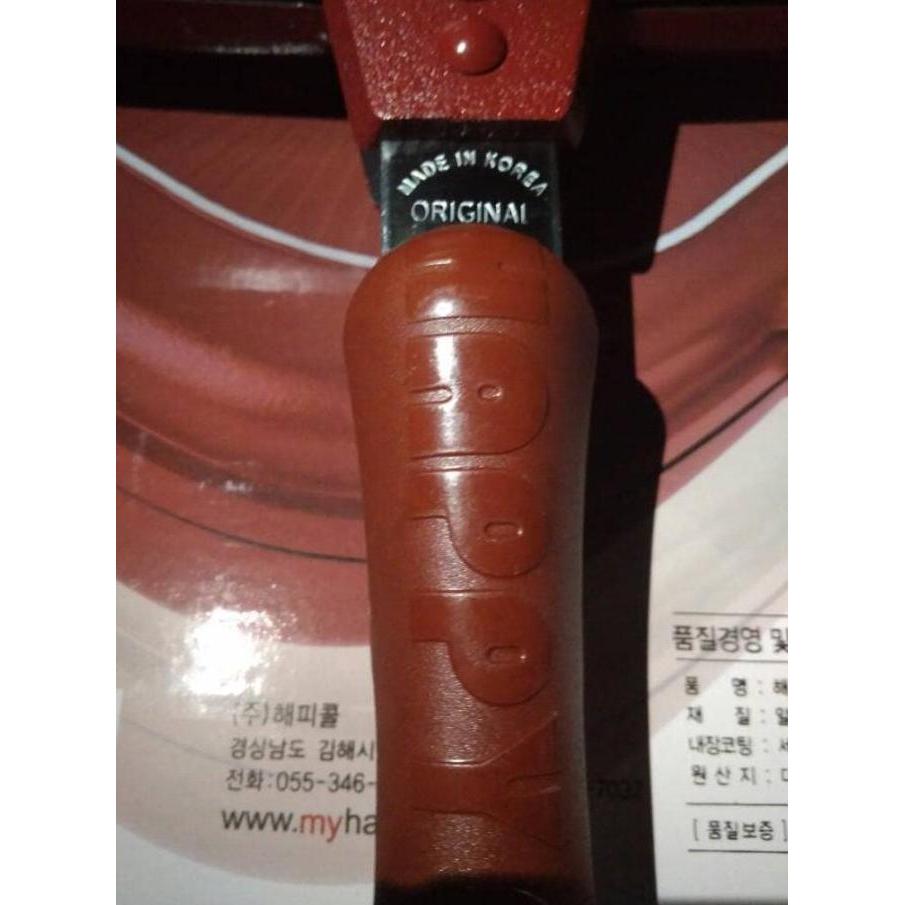 MADE IN KOREA
ORIGINAL
HAPPY
(주)해피콜
경상남도 김해시
전화:055-346-
-7037
www.myha
품질경영 및
품 명 : 해
재 질 : 알
내장코팅 : 세
원산지 : 대
[ 품질보증 ]